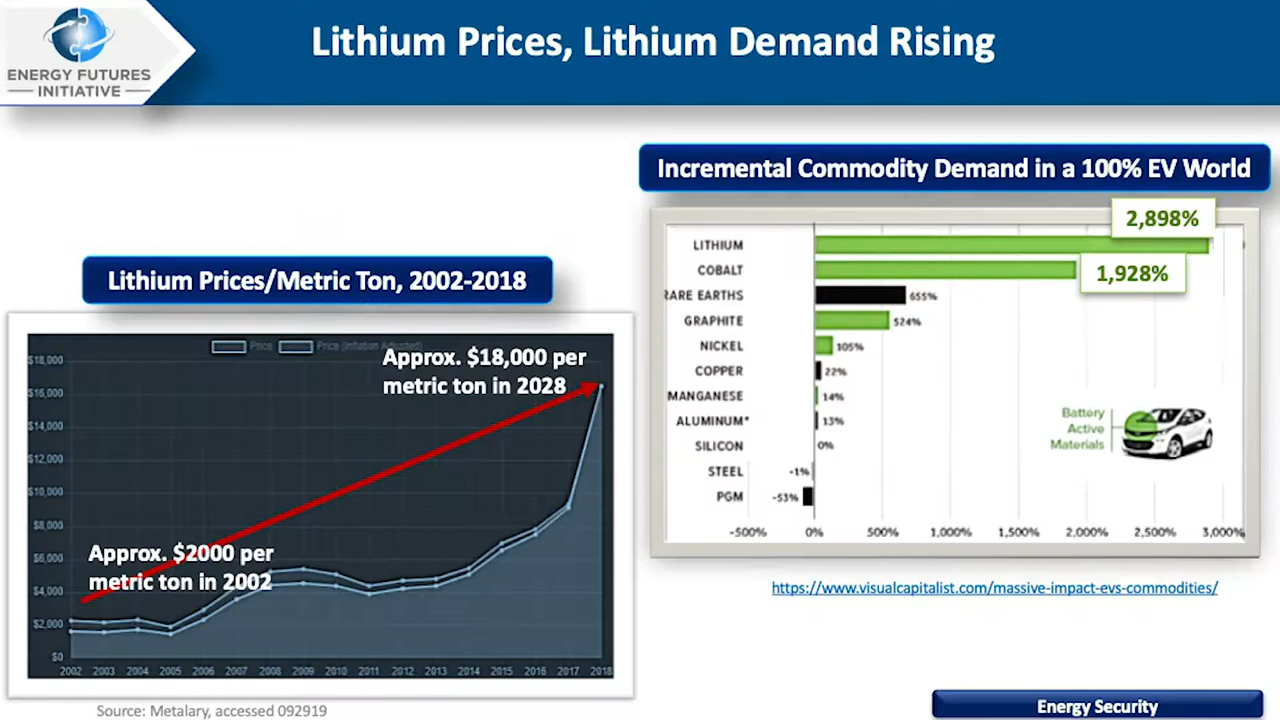 ENERGY FUTURES
INITIATIVE
Lithium Prices, Lithium Demand Rising
Lithium Prices/Metric Ton, 2002-2018
Price
Price (Inflation Adjusted)
Approx. $18,000 per
metric ton in 2028
Approx. $2000 per
metric ton in 2002
$18,000
$16,000
$14,000
$12,000
$10,000
$8,000
$6,000
$4,000
$2,000
$0
2002 2003 2004 2005 2006 2007 2008 2009 2010 2011 2012 2013 2014 2015 2016 2017 2018
Source: Metalary, accessed 092919
Incremental Commodity Demand in a 100% EV World
LITHIUM 2,898%
COBALT 1,928%
RARE EARTHS 655%
GRAPHITE 524%
NICKEL 105%
COPPER 22%
MANGANESE 14%
ALUMINUM* 13%
SILICON 0%
STEEL -1%
PGM -53%
Battery
Active
Materials
-500% 0% 500% 1,000% 1,500% 2,000% 2,500% 3,000%
https://www.visualcapitalist.com/massive-impact-evs-commodities/
Energy Security